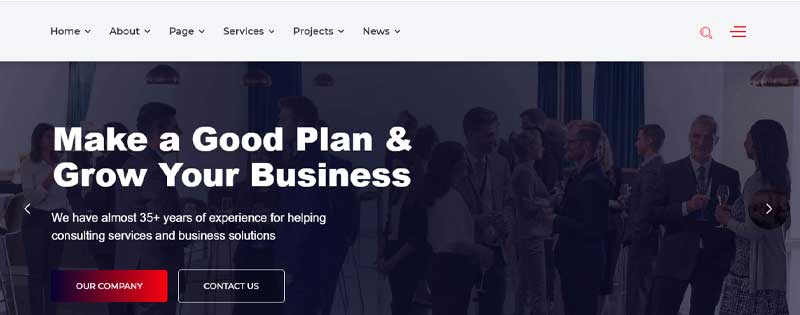 Home About Page Services Projects News
Make a Good Plan &
Grow Your Business
We have almost 35+ years of experience for helping
consulting services and business solutions
OUR COMPANY CONTACT US